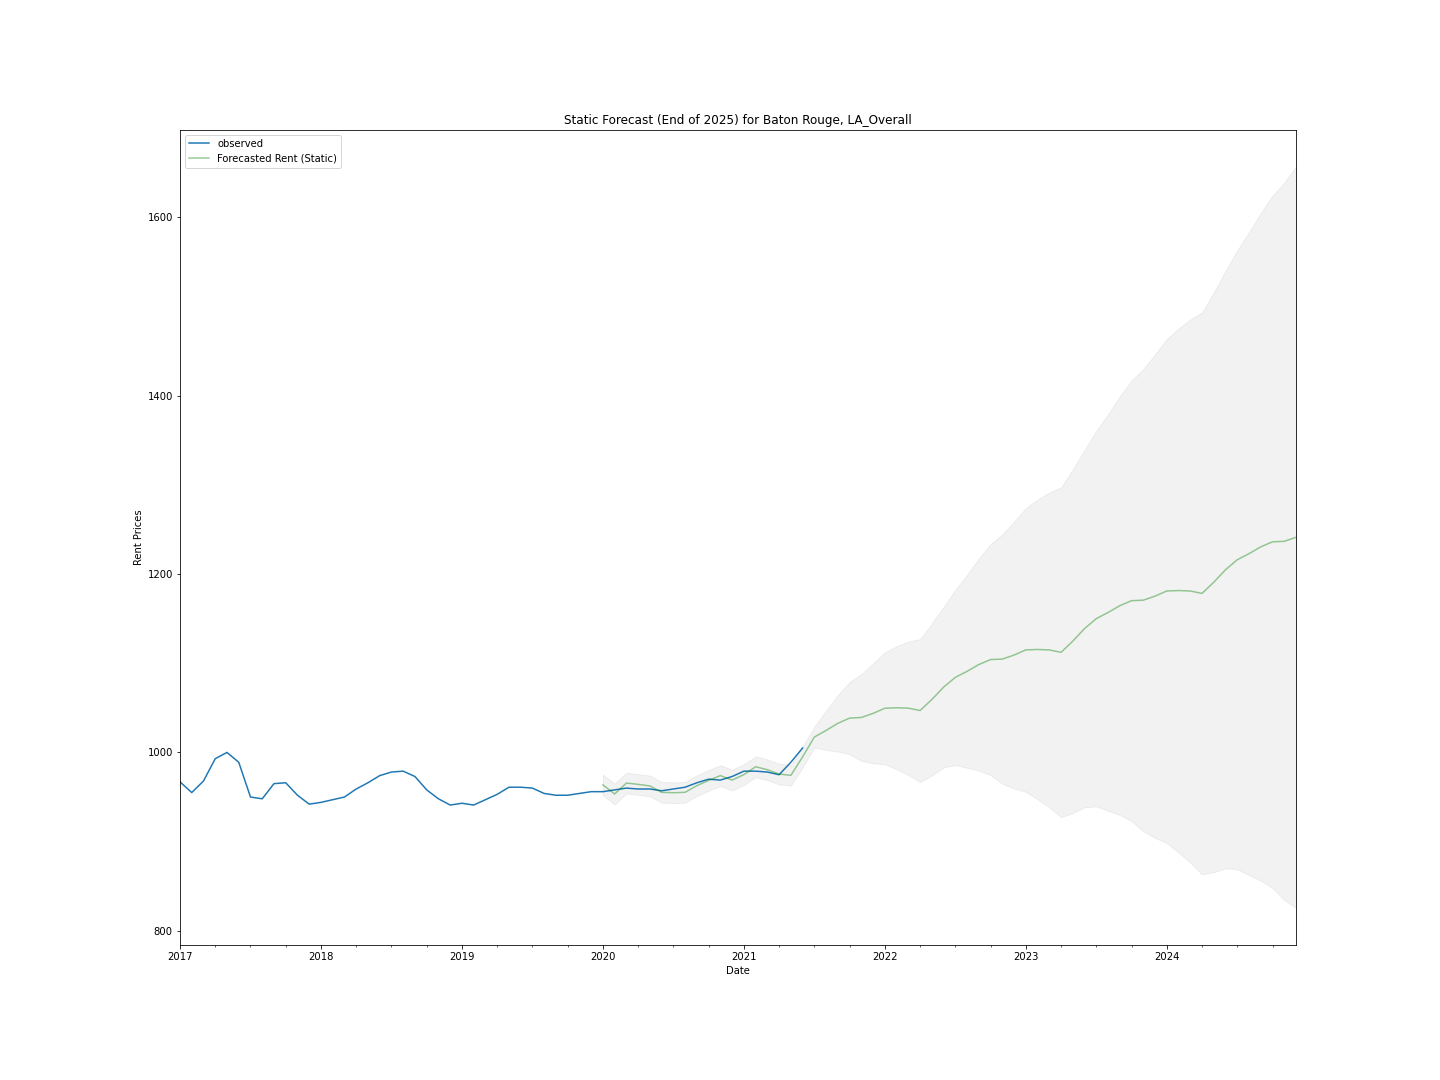 Static Forecast (End of 2025) for Baton Rouge, LA_Overall
observed
Forecasted Rent (Static)
1600
1400
1200
1000
800
Rent Prices
2017 2018 2019 2020 2021 2022 2023 2024
Date